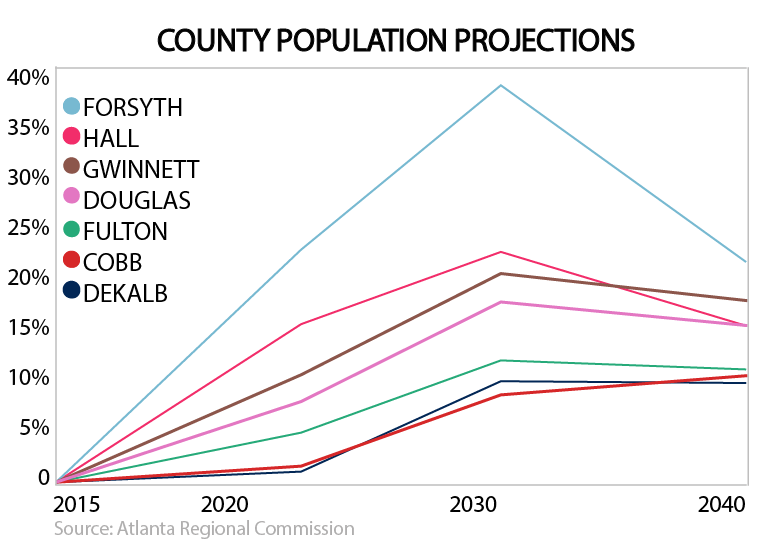 COUNTY POPULATION PROJECTIONS
40%
35%
30%
25%
20%
15%
10%
5%
0
FORSYTH
HALL
GWINNETT
DOUGLAS
FULTON
COBB
DEKALB
2015 2020 2030 2040
Source: Atlanta Regional Commission